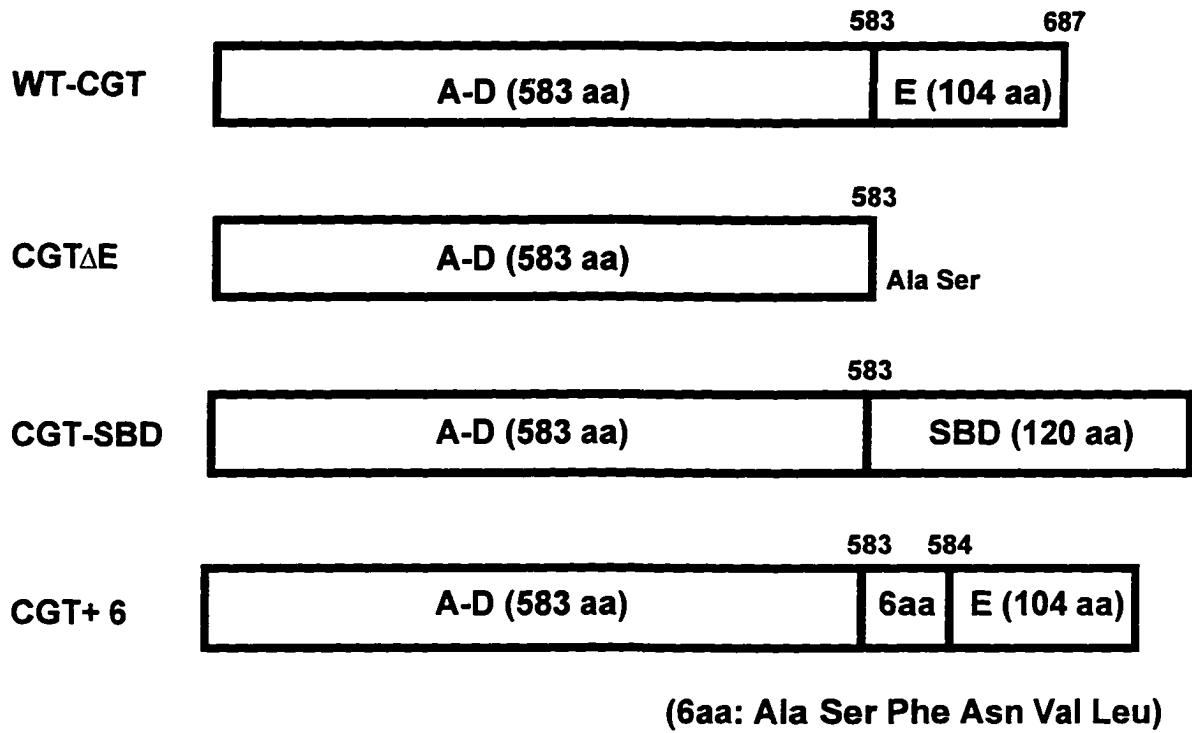 583 687
WT-CGT A-D (583 aa) E (104 aa)
583
CGT∆E A-D (583 aa)
Ala Ser
583
CGT-SBD A-D (583 aa) SBD (120 aa)
583 584
CGT+ 6 A-D (583 aa) 6aa E (104 aa)
(6aa: Ala Ser Phe Asn Val Leu)